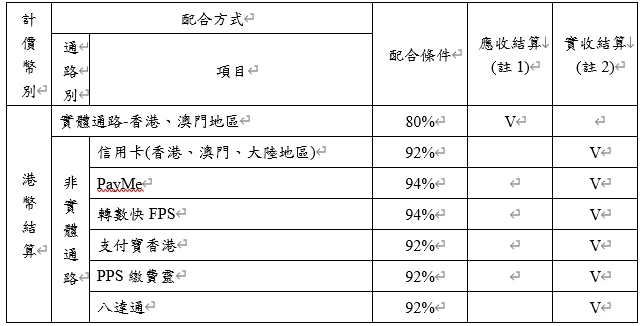 計價幣別
配合方式
配合條件
應收結算↓
(註 1)
實收結算↓
(註 2)
通路別
項目
港幣結算
實體通路-香港、澳門地區
80%
V
非實體通路
信用卡(香港、澳門、大陸地區)
92%
V
PayMe
94%
V
轉數快 FPS
94%
V
支付寶香港
92%
V
PPS 繳費靈
92%
V
八達通
92%
V